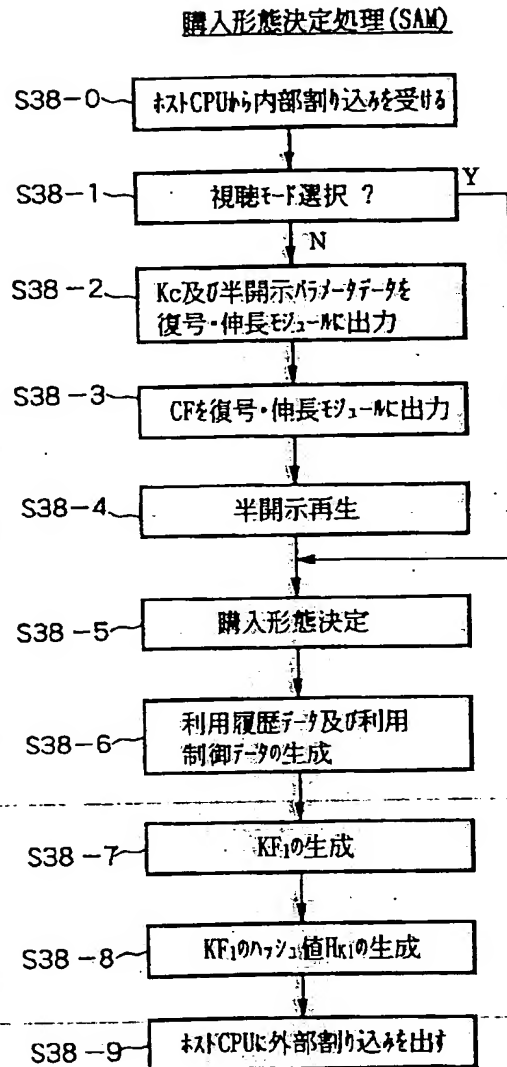 購入形態決定処理(SAM)
S38-0
ホストCPUから内部割り込みを受ける
S38-1
視聴モード選択 ?
Y
N
S38-2
Kc及び半開示パラメータデータを
復号・伸長モジュールに出力
S38-3
CFを復号・伸長モジュールに出力
S38-4
半開示再生
S38-5
購入形態決定
S38-6
利用履歴データ及び利用
制御データの生成
S38-7
KF₁の生成
S38-8
KF₁のハッシュ値Hĸ₁の生成
S38-9
ホストCPUに外部割り込みを出す